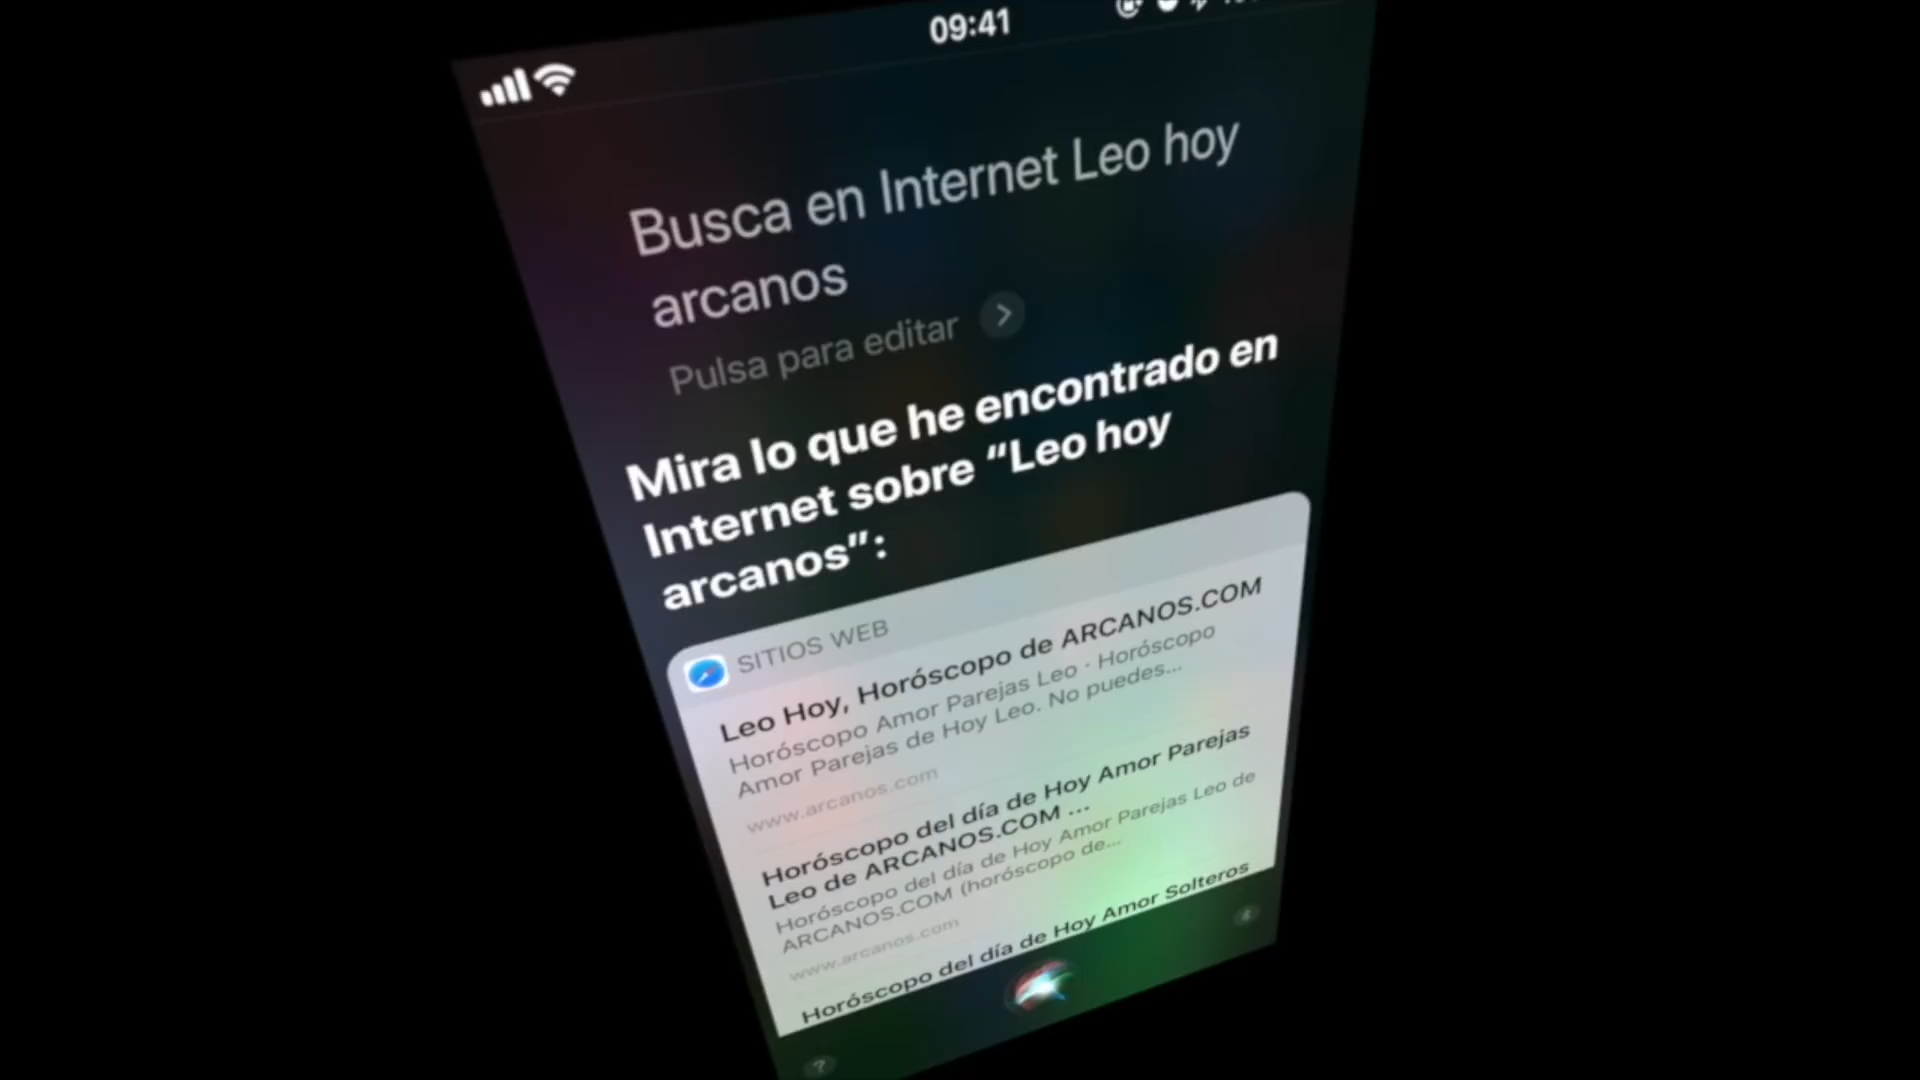 09:41
Busca en Internet Leo hoy
arcanos
Pulsa para editar
Mira lo que he encontrado en
Internet sobre “Leo hoy
arcanos”:
SITIOS WEB
Leo Hoy, Horóscopo de ARCANOS.COM
Horóscopo Amor Parejas Leo · Horóscopo
Amor Parejas de Hoy Leo. No puedes...
www.arcanos.com
Horóscopo del día de Hoy Amor Parejas
Leo de ARCANOS.COM ...
Horóscopo del día de Hoy Amor Parejas Leo de
ARCANOS.COM (horóscopo de...
www.arcanos.com
Horóscopo del día de Hoy Amor Solteros
?